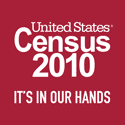 United States®
Census
2010
IT'S IN OUR HANDS